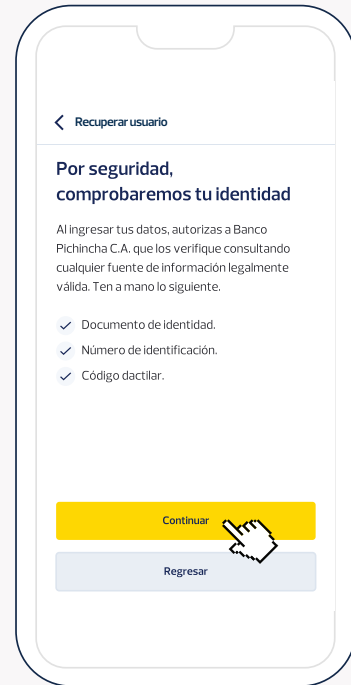 Recuperar usuario
Por seguridad,
comprobaremos tu identidad
Al ingresar tus datos, autorizas a Banco
Pichincha C.A. que los verifique consultando
cualquier fuente de información legalmente
válida. Ten a mano lo siguiente.
Documento de identidad.
Número de identificación.
Código dactilar.
Continuar
Regresar